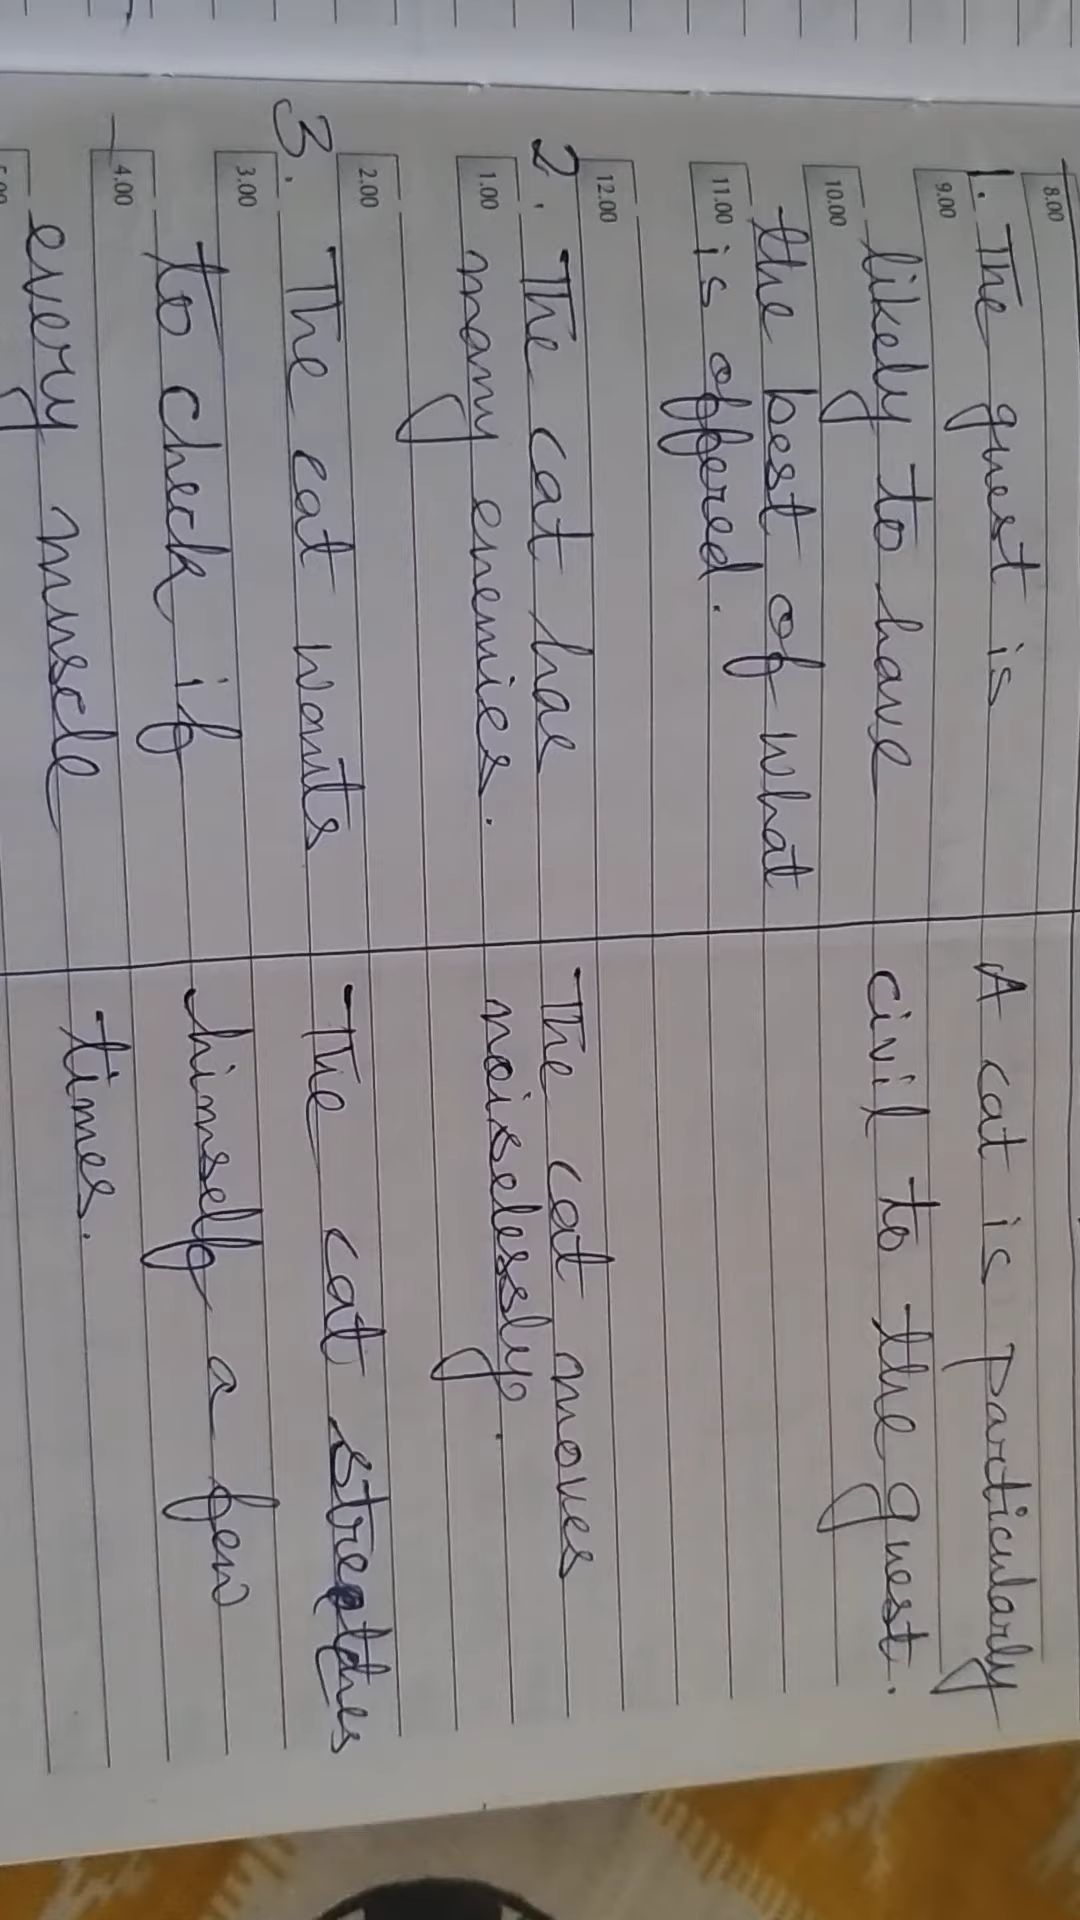 8.00
1. The guest is A cat is particularly
9.00
likely to have civil to the guest.
10.00
the best of what
11.00 is offered.
12.00
2. The cat has The cat moves
1.00 many enemies. noiselessly.
2.00
3. The cat wants The cat stretches
3.00
to check if himself a few
4.00
every muscle times.
5.00